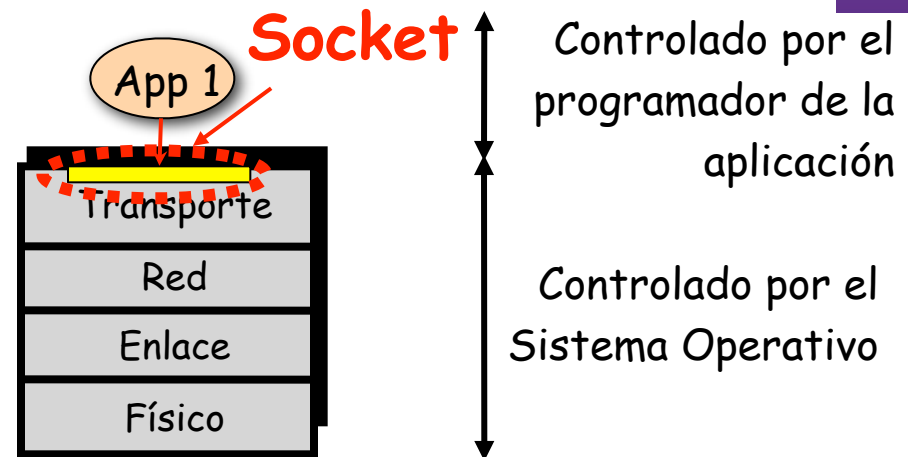 Socket
App 1
Transporte
Red
Enlace
Físico
Controlado por el
programador de la
aplicación
Controlado por el
Sistema Operativo